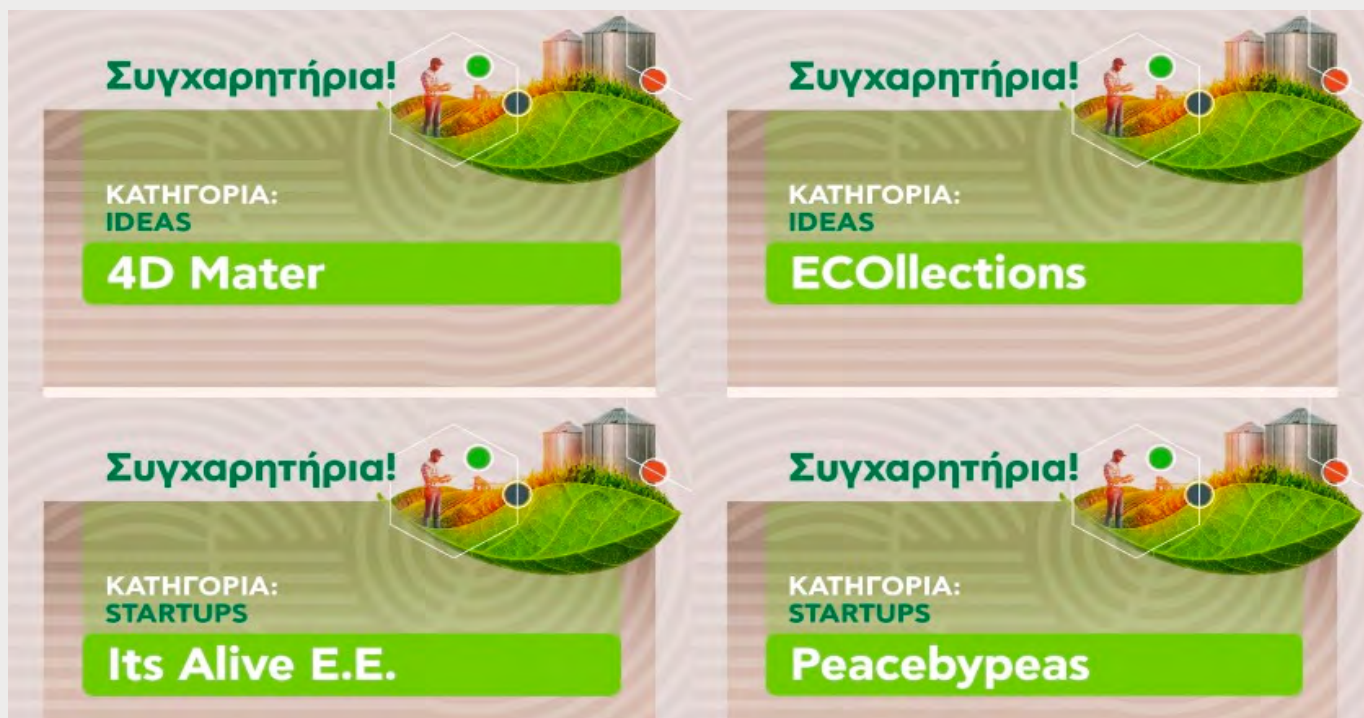 Συγχαρητήρια!
ΚΑΤΗΓΟΡΙΑ:
IDEAS
4D Mater
Συγχαρητήρια!
ΚΑΤΗΓΟΡΙΑ:
IDEAS
ECOllections
Συγχαρητήρια!
ΚΑΤΗΓΟΡΙΑ:
STARTUPS
Its Alive E.E.
Συγχαρητήρια!
ΚΑΤΗΓΟΡΙΑ:
STARTUPS
Peacebypeas